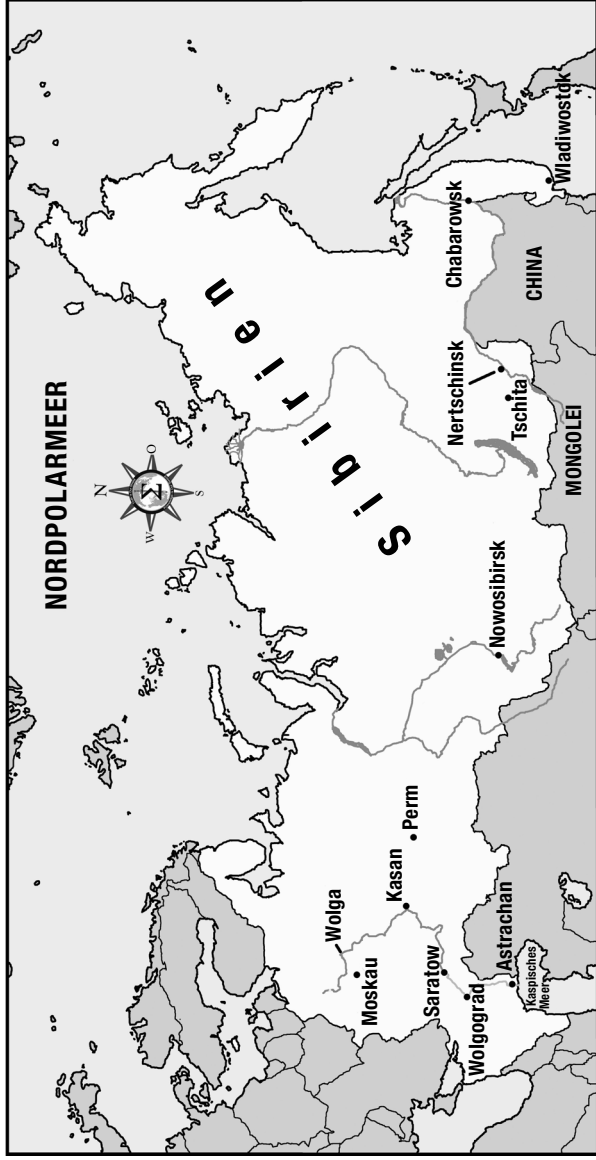 NORDPOLARMEER
N
W
O
S
Σ
Sibirien
Wolga
Moskau
Kasan
Perm
Saratow
Wolgograd
Astrachan
Kaspisches
Meer
Nowosibirsk
Nertschinsk
Tschita
Chabarowsk
Wladiwostok
MONGOLEI
CHINA